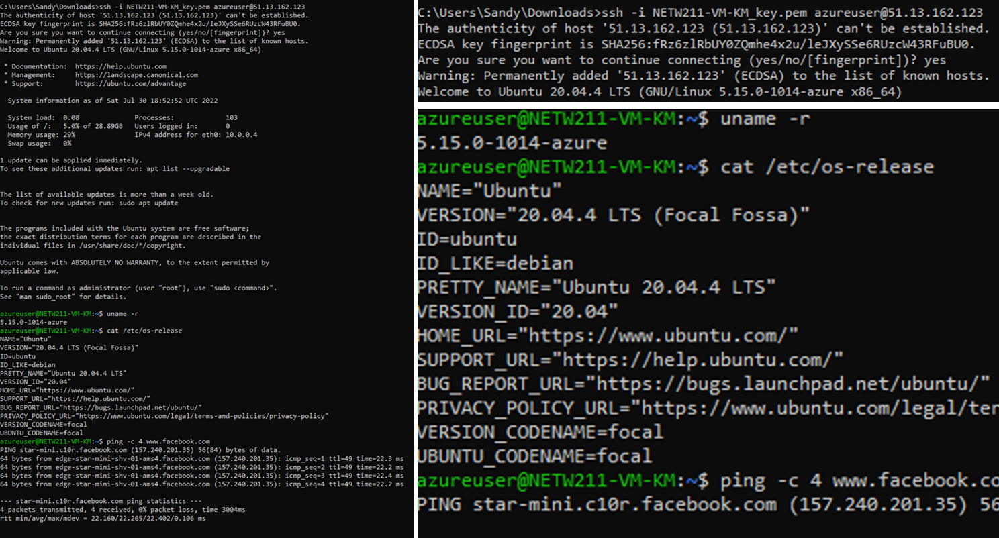 C:\Users\Sandy\Downloads>ssh -i NETW211-VM-KM_key.pem azureuser@51.13.162.123
The authenticity of host '51.13.162.123 (51.13.162.123)' can't be established.
ECDSA key fingerprint is SHA256:fRz6zlRbUY0ZQmhe4x2u/leJXySSe6RUzcW43RFuBU0.
Are you sure you want to continue connecting (yes/no/[fingerprint])? yes
Warning: Permanently added '51.13.162.123' (ECDSA) to the list of known hosts.
Welcome to Ubuntu 20.04.4 LTS (GNU/Linux 5.15.0-1014-azure x86_64)
* Documentation: https://help.ubuntu.com
* Management: https://landscape.canonical.com
* Support: https://ubuntu.com/advantage
System information as of Sat Jul 30 18:52:52 UTC 2022
System load: 0.08 Processes: 103
Usage of /: 5.0% of 28.89GB Users logged in: 0
Memory usage: 29% IPv4 address for eth0: 10.0.0.4
Swap usage: 0%
1 update can be applied immediately.
To see these additional updates run: apt list --upgradable
The list of available updates is more than a week old.
To check for new updates run: sudo apt update
The programs included with the Ubuntu system are free software;
the exact distribution terms for each program are described in the
individual files in /usr/share/doc/*/copyright.
Ubuntu comes with ABSOLUTELY NO WARRANTY, to the extent permitted by
applicable law.
To run a command as administrator (user "root"), use "sudo <command>".
See "man sudo_root" for details.
azureuser@NETW211-VM-KM:~$ uname -r
5.15.0-1014-azure
azureuser@NETW211-VM-KM:~$ cat /etc/os-release
NAME="Ubuntu"
VERSION="20.04.4 LTS (Focal Fossa)"
ID=ubuntu
ID_LIKE=debian
PRETTY_NAME="Ubuntu 20.04.4 LTS"
VERSION_ID="20.04"
HOME_URL="https://www.ubuntu.com/"
SUPPORT_URL="https://help.ubuntu.com/"
BUG_REPORT_URL="https://bugs.launchpad.net/ubuntu/"
PRIVACY_POLICY_URL="https://www.ubuntu.com/legal/terms-and-policies/privacy-policy"
VERSION_CODENAME=focal
UBUNTU_CODENAME=focal
azureuser@NETW211-VM-KM:~$ ping -c 4 www.facebook.com
PING star-mini.c10r.facebook.com (157.240.201.35) 56(84) bytes of data.
64 bytes from edge-star-mini-shv-01-ams4.facebook.com (157.240.201.35): icmp_seq=1 ttl=49 time=22.3 ms
64 bytes from edge-star-mini-shv-01-ams4.facebook.com (157.240.201.35): icmp_seq=2 ttl=49 time=22.2 ms
64 bytes from edge-star-mini-shv-01-ams4.facebook.com (157.240.201.35): icmp_seq=3 ttl=49 time=22.4 ms
64 bytes from edge-star-mini-shv-01-ams4.facebook.com (157.240.201.35): icmp_seq=4 ttl=49 time=22.2 ms
--- star-mini.c10r.facebook.com ping statistics ---
4 packets transmitted, 4 received, 0% packet loss, time 3004ms
rtt min/avg/max/mdev = 22.160/22.265/22.402/0.106 ms
C:\Users\Sandy\Downloads>ssh -i NETW211-VM-KM_key.pem azureuser@51.13.162.123
The authenticity of host '51.13.162.123 (51.13.162.123)' can't be established.
ECDSA key fingerprint is SHA256:fRz6zlRbUY0ZQmhe4x2u/leJXySSe6RUzcW43RFuBU0.
Are you sure you want to continue connecting (yes/no/[fingerprint])? yes
Warning: Permanently added '51.13.162.123' (ECDSA) to the list of known hosts.
Welcome to Ubuntu 20.04.4 LTS (GNU/Linux 5.15.0-1014-azure x86_64)
azureuser@NETW211-VM-KM:~$ uname -r
5.15.0-1014-azure
azureuser@NETW211-VM-KM:~$ cat /etc/os-release
NAME="Ubuntu"
VERSION="20.04.4 LTS (Focal Fossa)"
ID=ubuntu
ID_LIKE=debian
PRETTY_NAME="Ubuntu 20.04.4 LTS"
VERSION_ID="20.04"
HOME_URL="https://www.ubuntu.com/"
SUPPORT_URL="https://help.ubuntu.com/"
BUG_REPORT_URL="https://bugs.launchpad.net/ubuntu/"
PRIVACY_POLICY_URL="https://www.ubuntu.com/legal/ter
VERSION_CODENAME=focal
UBUNTU_CODENAME=focal
azureuser@NETW211-VM-KM:~$ ping -c 4 www.facebook.co
PING star-mini.c10r.facebook.com (157.240.201.35) 56